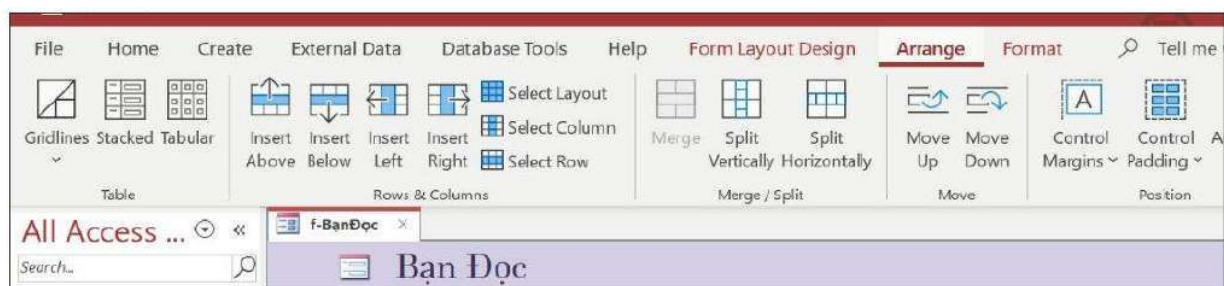 File Home Create External Data Database Tools Help Form Layout Design Arrange Format Tell me
Gridlines Stacked Tabular
Insert Above
Insert Below
Insert Left
Insert Right
Select Layout
Select Column
Select Row
Merge
Split Vertically
Split Horizontally
Move Up
Move Down
A
Control Margins
Control Padding
A
Table Rows & Columns Merge / Split Move Position
All Access ... «
f-BạnĐọc ×
Search...
Bạn Đọc